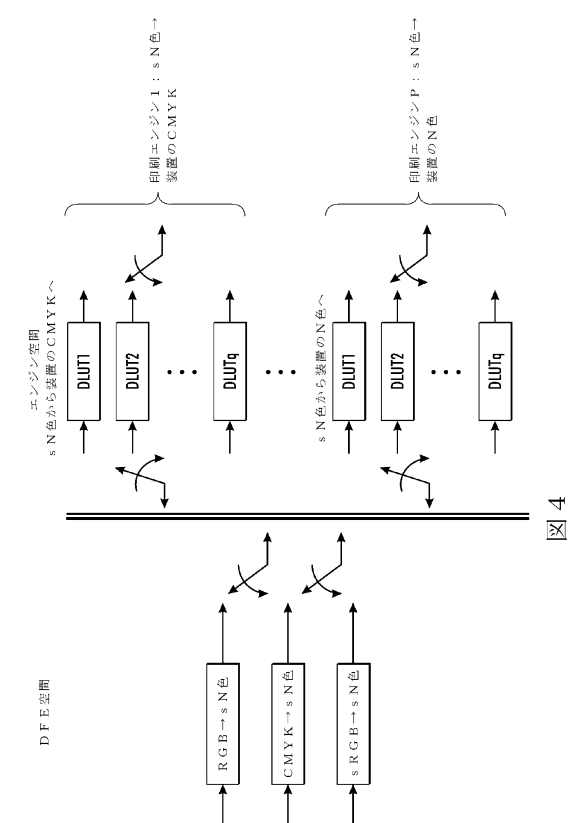 DFE空間
RGB→sN色
CMYK→sN色
sRGB→sN色
エンジン空間
sN色から装置のCMYKへ
DLUT1
DLUT2
• • •
DLUTq
• • •
sN色から装置のN色へ
DLUT1
DLUT2
• • •
DLUTq
印刷エンジン1：sN色→
装置のCMYK
印刷エンジンP：sN色→
装置のN色
図4